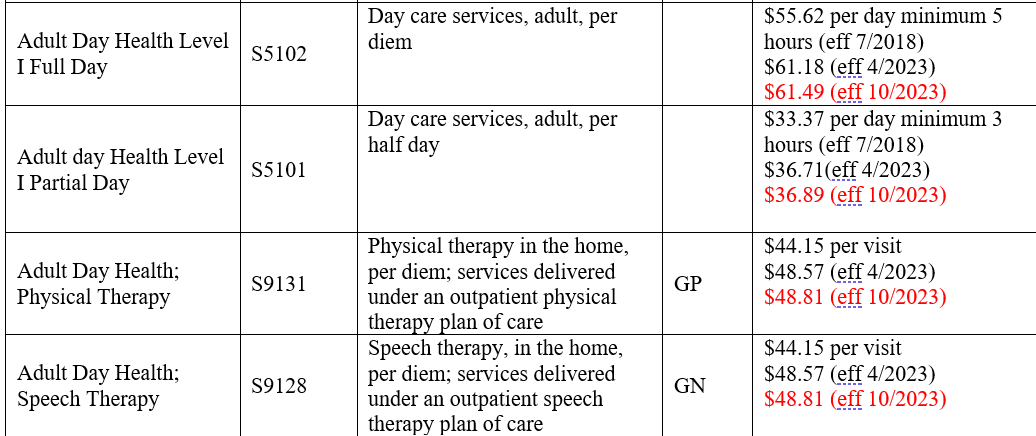 Adult Day Health Level
I Full Day
S5102
Day care services, adult, per
diem
$55.62 per day minimum 5
hours (eff 7/2018)
$61.18 (eff 4/2023)
$61.49 (eff 10/2023)
Adult day Health Level
I Partial Day
S5101
Day care services, adult, per
half day
$33.37 per day minimum 3
hours (eff 7/2018)
$36.71(eff 4/2023)
$36.89 (eff 10/2023)
Adult Day Health;
Physical Therapy
S9131
Physical therapy in the home,
per diem; services delivered
under an outpatient physical
therapy plan of care
GP
$44.15 per visit
$48.57 (eff 4/2023)
$48.81 (eff 10/2023)
Adult Day Health;
Speech Therapy
S9128
Speech therapy, in the home,
per diem; services delivered
under an outpatient speech
therapy plan of care
GN
$44.15 per visit
$48.57 (eff 4/2023)
$48.81 (eff 10/2023)